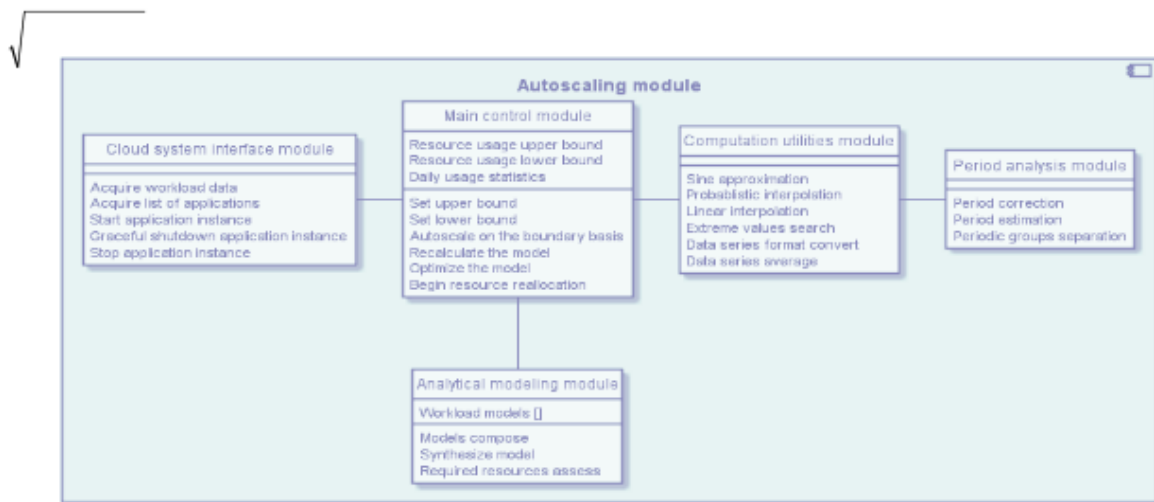 Autoscaling module
Cloud system interface module
Acquire workload data
Acquire list of applications
Start application instance
Graceful shutdown application instance
Stop application instance
Main control module
Resource usage upper bound
Resource usage lower bound
Daily usage statistics
Set upper bound
Set lower bound
Autoscale on the boundary basis
Recalculate the model
Optimize the model
Begin resource reallocation
Computation utilities module
Sine approximation
Probablistic interpolation
Linear interpolation
Extreme values search
Data series format convert
Data series average
Period analysis module
Period correction
Period estimation
Periodic groups separation
Analytical modeling module
Workload models []
Models compose
Synthesize model
Required resources assess